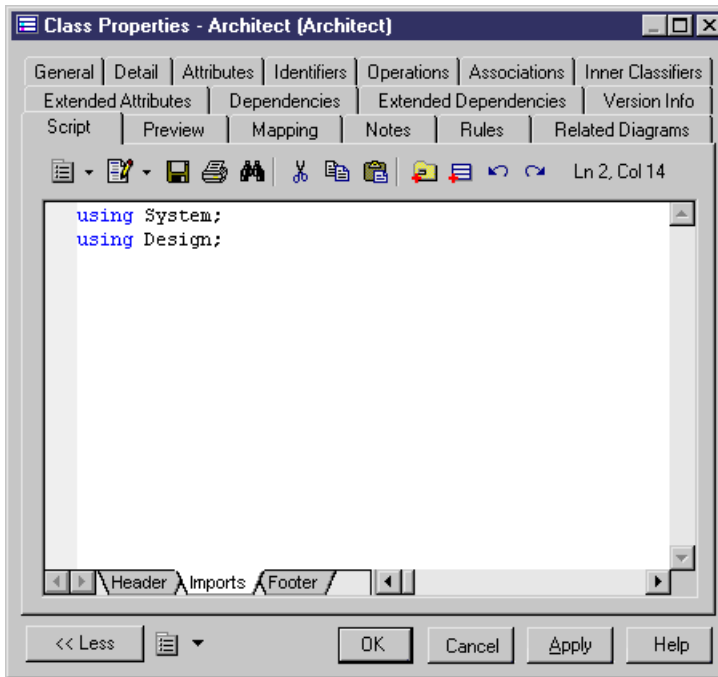 Class Properties - Architect (Architect)
General Detail Attributes Identifiers Operations Associations Inner Classifiers
Extended Attributes Dependencies Extended Dependencies Version Info
Script Preview Mapping Notes Rules Related Diagrams
Ln 2, Col 14
using System;
using Design;
Header Imports Footer
<< Less OK Cancel Apply Help